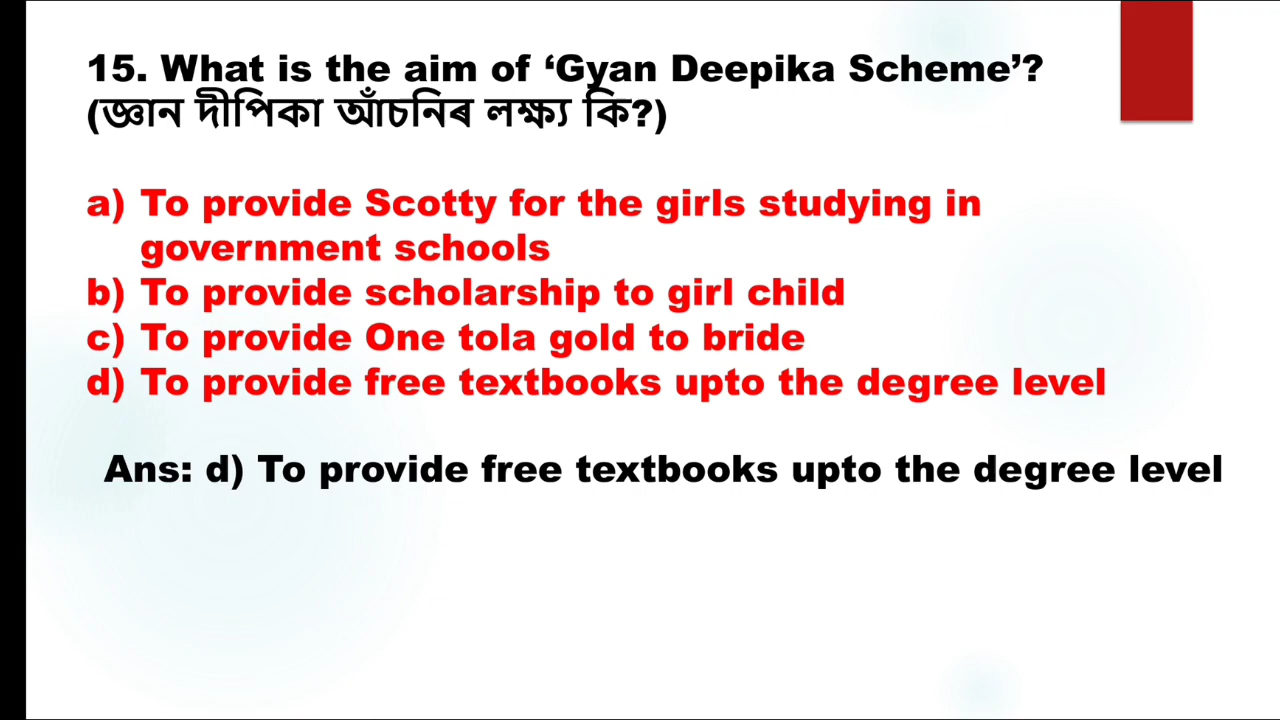 15. What is the aim of ‘Gyan Deepika Scheme’?
(জ্ঞান দীপিকা আঁচনিৰ লক্ষ্য কি?)
a) To provide Scotty for the girls studying in
government schools
b) To provide scholarship to girl child
c) To provide One tola gold to bride
d) To provide free textbooks upto the degree level
Ans: d) To provide free textbooks upto the degree level